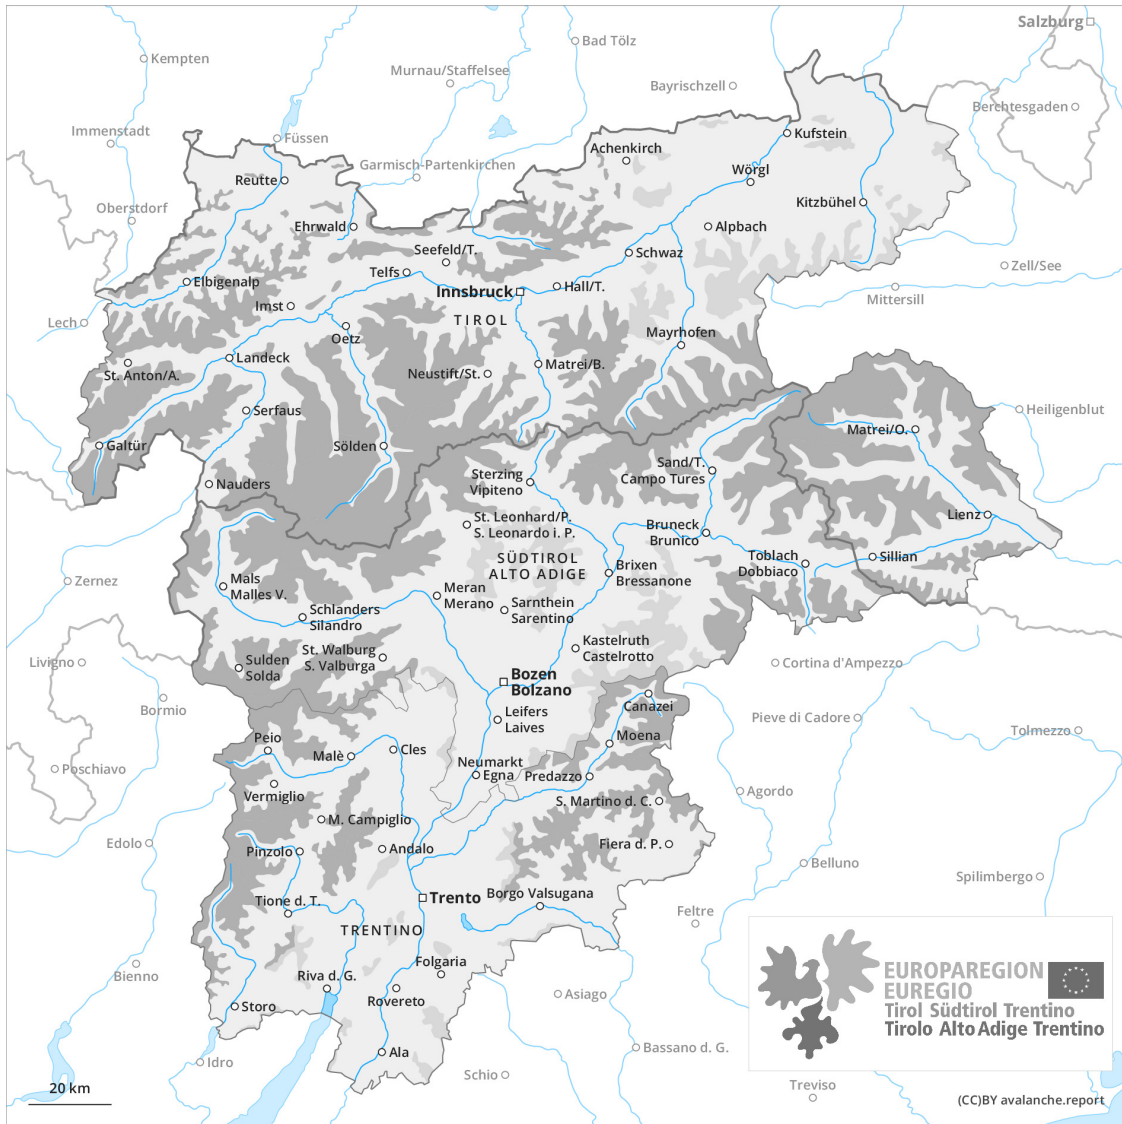 Salzburg
Bad Tölz
Kempten
Murnau/Staffelsee
Bayrischzell
Berchtesgaden
Immenstadt
Füssen
Kufstein
Achenkirch
Garmisch-Partenkirchen
Wörgl
Reutte
Oberstdorf
Kitzbühel
Ehrwald
Alpbach
Seefeld/T.
Schwaz
Telfs
Zell/See
Elbigenalp
Hall/T.
Innsbruck
Mittersill
Imst
TIROL
Lech
Oetz
Mayrhofen
Landeck
Matrei/B.
St. Anton/A.
Neustift/St.
Serfaus
Heiligenblut
Matrei/O.
Galtür
Sölden
Sand/T.
Campo Tures
Sterzing
Vipiteno
Nauders
Lienz
St. Leonhard/P.
S. Leonardo i. P.
Bruneck
Brunico
SÜDTIROL
ALTO ADIGE
Toblach
Dobbiaco
Sillian
Brixen
Bressanone
Zernez
Mals
Malles V.
Meran
Merano
Sarnthein
Sarentino
Schlanders
Silandro
Kastelruth
Castelrotto
St. Walburg
S. Valburga
Livigno
Sulden
Solda
Cortina d'Ampezzo
Bozen
Bolzano
Bormio
Canazei
Leifers
Laives
Pieve di Cadore
Tolmezzo
Moena
Peio
Cles
Malè
Neumarkt
Egna
Predazzo
Poschiavo
Vermiglio
Agordo
S. Martino d. C.
M. Campiglio
Edolo
Fiera d. P.
Pinzolo
Andalo
Belluno
Spilimbergo
Borgo Valsugana
Trento
Tione d. T.
Feltre
TRENTINO
Folgaria
Bienno
Riva d. G.
EUROPAREGION
EUREGIO
Tirol Südtirol Trentino
Tirolo Alto Adige Trentino
Rovereto
Asiago
Storo
Bassano d. G.
Ala
Idro
Schio
Treviso
20 km
(CC)BY avalanche.report